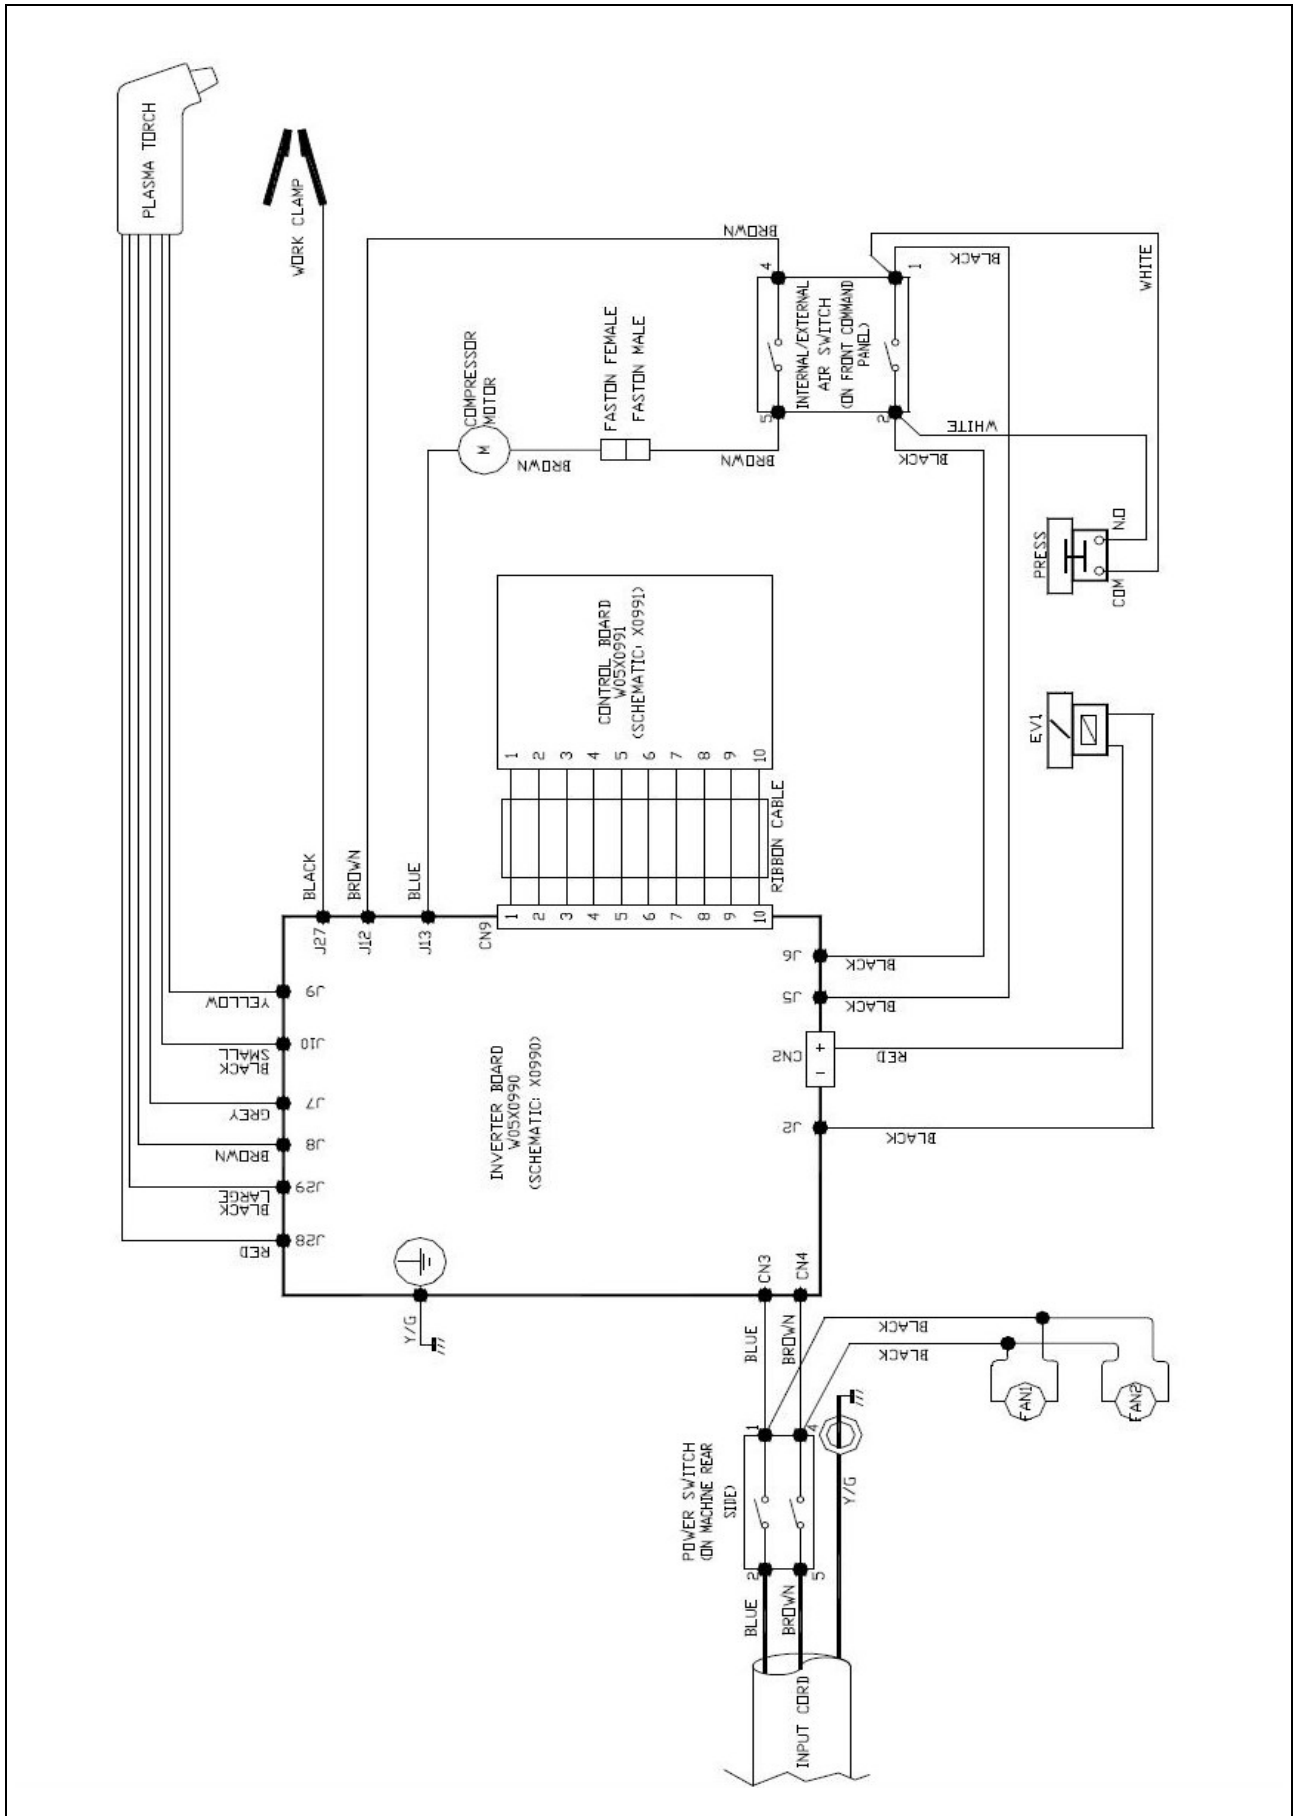 PLASMA TORCH
WORK CLAMP
BROWN
4
1
BLACK
WHITE
INTERNAL/EXTERNAL
AIR SWITCH
(ON FRONT COMMAND
PANEL)
5
2
COMPRESSOR
MOTOR
M
BROWN
FASTON FEMALE
FASTON MALE
BROWN
BLACK
WHITE
PRESS
N.O
COM
CONTROL BOARD
W05X0991
(SCHEMATIC: X0991)
1
2
3
4
5
6
7
8
9
10
EV1
RIBBON CABLE
BLACK
BROWN
BLUE
J27
J12
J13
CN9
1
2
3
4
5
6
7
8
9
10
J6
BLACK
J5
BLACK
CN2
+
-
RED
J2
BLACK
YELLOW
J9
BLACK
SMALL
J10
GREY
J7
BROWN
J8
BLACK
LARGE
J29
RED
J28
INVERTER BOARD
W05X0990
(SCHEMATIC: X0990)
Y/G
CN3
CN4
BLUE
BROWN
BLACK
BLACK
FAN1
FAN2
1
4
POWER SWITCH
(ON MACHINE REAR
SIDE)
Y/G
2
5
BLUE
BROWN
INPUT CORD